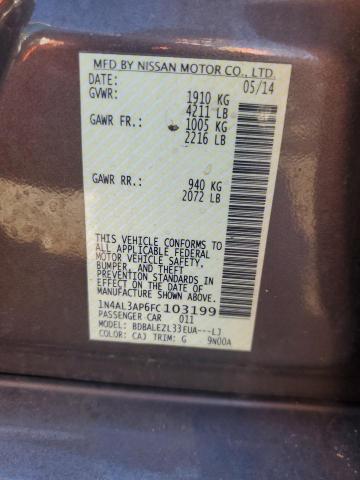 MFD BY NISSAN MOTOR CO., LTD.
DATE: 05/14
GVWR: 1910 KG
4211 LB
GAWR FR.: 1005 KG
2216 LB
GAWR RR.: 940 KG
2072 LB
THIS VEHICLE CONFORMS TO
ALL APPLICABLE FEDERAL
MOTOR VEHICLE SAFETY,
BUMPER, AND THEFT
PREVENTION STANDARDS IN
EFFECT ON THE DATE OF
MANUFACTURE SHOWN ABOVE.
1N4AL3AP6FC103199
PASSENGER CAR 011
MODEL: BDBALEZL33EUA---LJ
COLOR: CAJ TRIM: G 9N00A